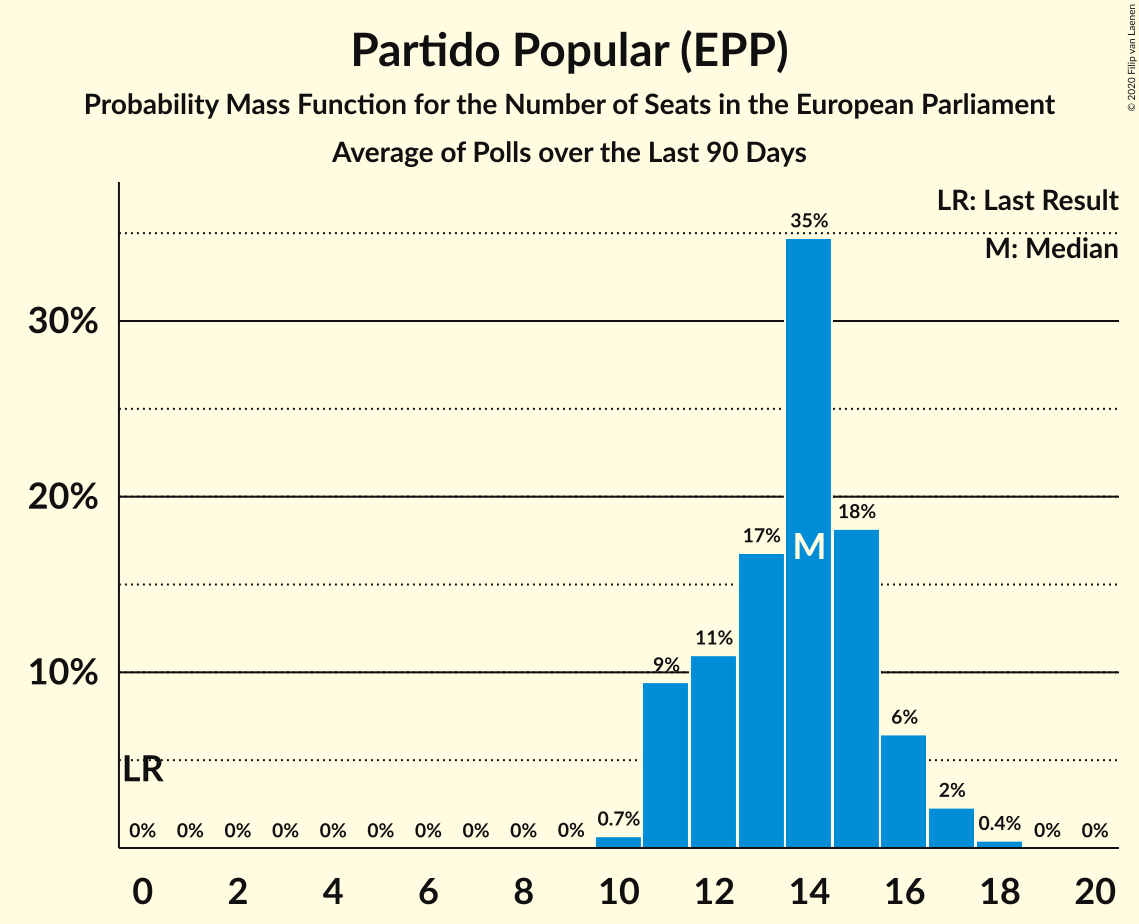 Partido Popular (EPP)
Probability Mass Function for the Number of Seats in the European Parliament
Average of Polls over the Last 90 Days
© 2020 Filip van Laenen
LR: Last Result
M: Median
35%
30%
20%
18%
17%
M
11%
10%
9%
LR
6%
2%
0% 0% 0% 0% 0% 0% 0% 0% 0% 0% 0.7% 0.4% 0% 0%
0 2 4 6 8 10 12 14 16 18 20